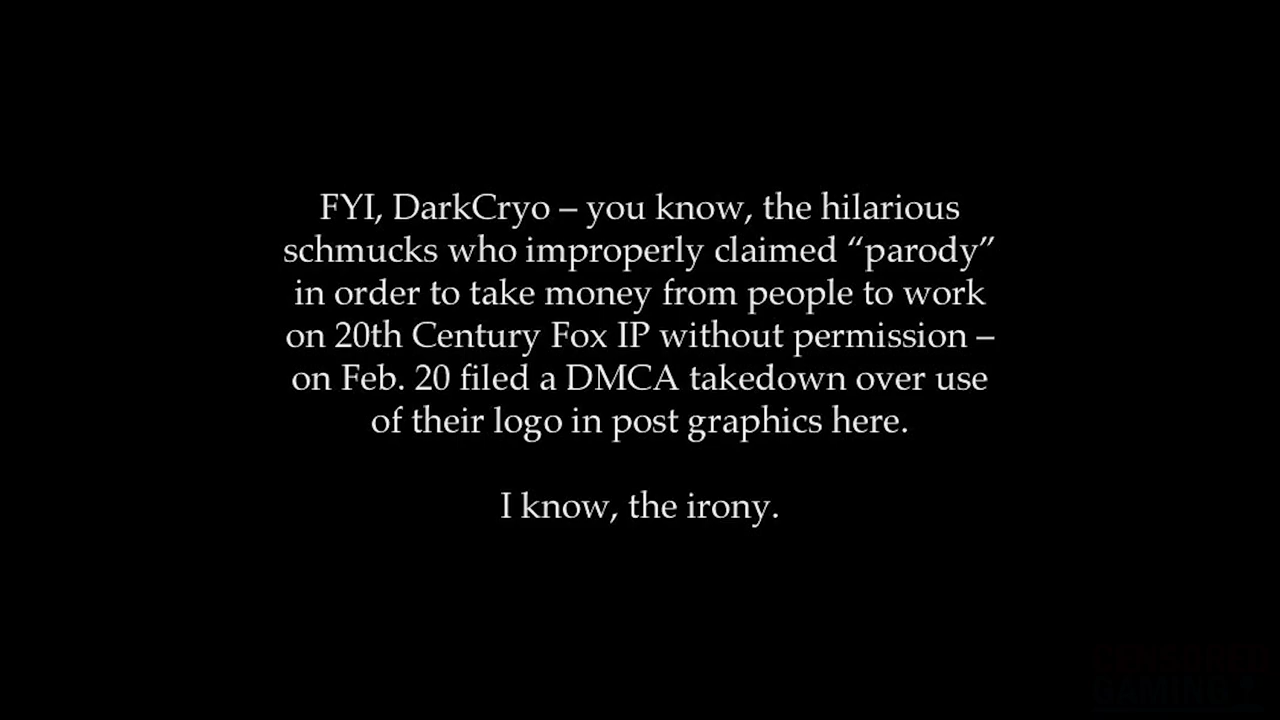 FYI, DarkCryo – you know, the hilarious
schmucks who improperly claimed “parody”
in order to take money from people to work
on 20th Century Fox IP without permission –
on Feb. 20 filed a DMCA takedown over use
of their logo in post graphics here.
I know, the irony.
CENSORED
GAMING